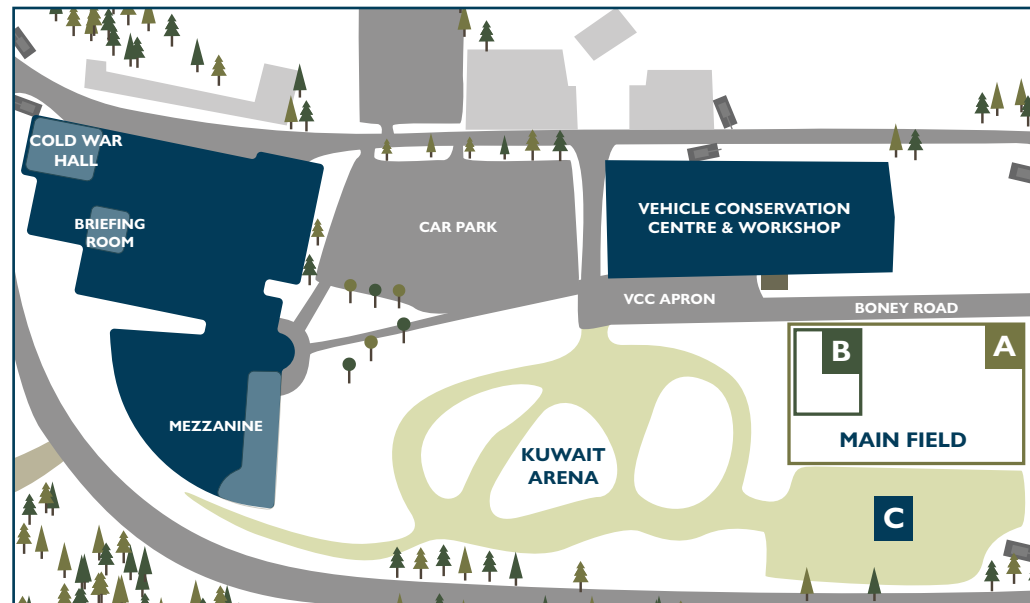 COLD WAR
HALL
BRIEFING
ROOM
CAR PARK
VEHICLE CONSERVATION
CENTRE & WORKSHOP
VCC APRON
BONEY ROAD
B
A
MEZZANINE
MAIN FIELD
KUWAIT
ARENA
C